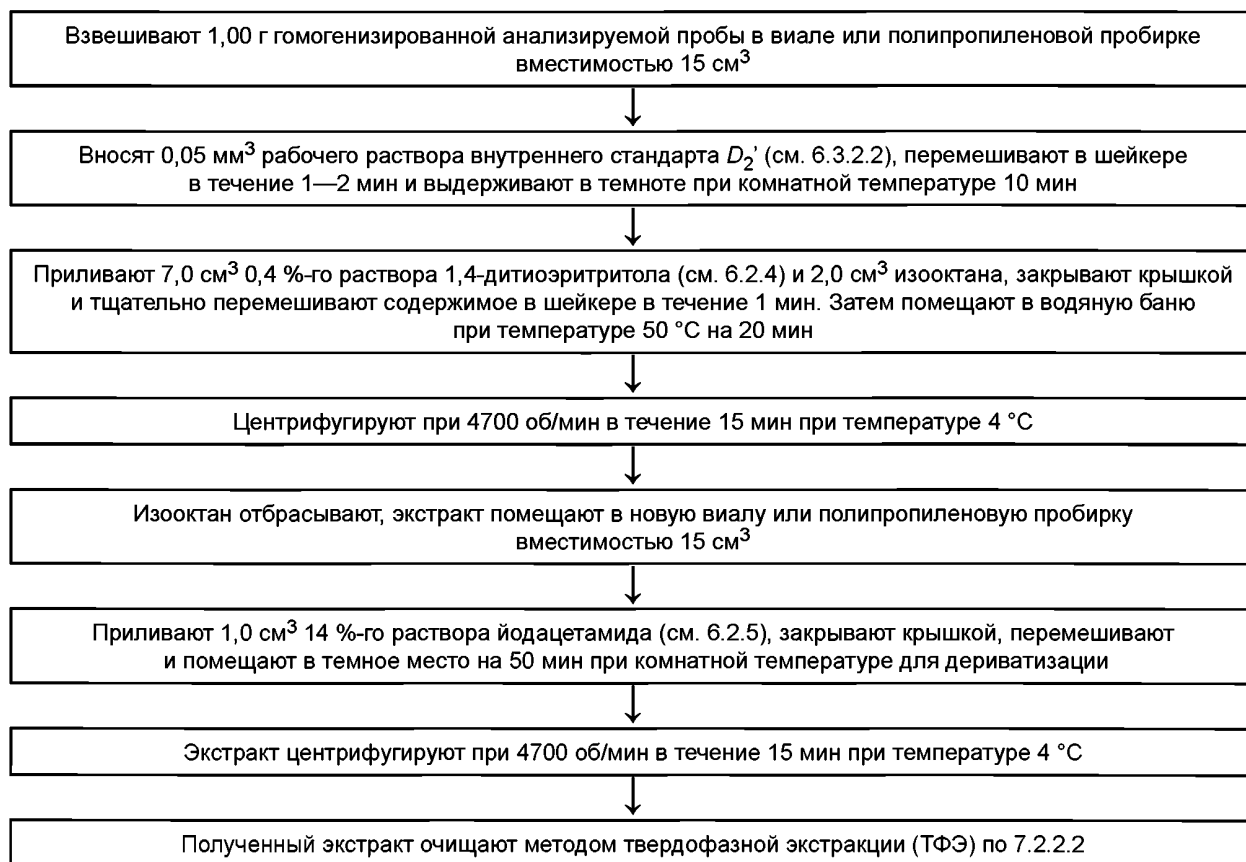 Взвешивают 1,00 г гомогенизированной анализируемой пробы в виале или полипропиленовой пробирке
вместимостью 15 см³
Вносят 0,05 мм³ рабочего раствора внутреннего стандарта D₂’ (см. 6.3.2.2), перемешивают в шейкере
в течение 1—2 мин и выдерживают в темноте при комнатной температуре 10 мин
Приливают 7,0 см³ 0,4 %-го раствора 1,4-дитиоэритритола (см. 6.2.4) и 2,0 см³ изооктана, закрывают крышкой
и тщательно перемешивают содержимое в шейкере в течение 1 мин. Затем помещают в водяную баню
при температуре 50 °С на 20 мин
Центрифугируют при 4700 об/мин в течение 15 мин при температуре 4 °С
Изооктан отбрасывают, экстракт помещают в новую виалу или полипропиленовую пробирку
вместимостью 15 см³
Приливают 1,0 см³ 14 %-го раствора йодацетамида (см. 6.2.5), закрывают крышкой, перемешивают
и помещают в темное место на 50 мин при комнатной температуре для дериватизации
Экстракт центрифугируют при 4700 об/мин в течение 15 мин при температуре 4 °С
Полученный экстракт очищают методом твердофазной экстракции (ТФЭ) по 7.2.2.2